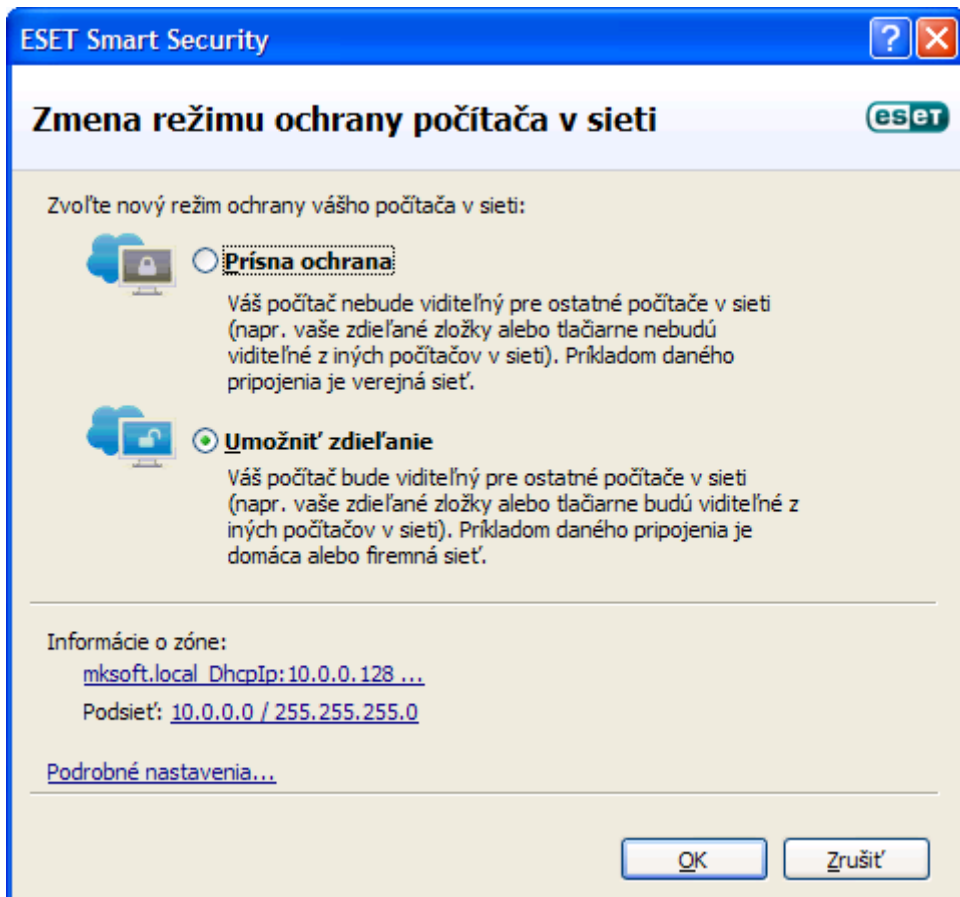 ESET Smart Security
Zmena režimu ochrany počítača v sieti
eseT
Zvoľte nový režim ochrany vášho počítača v sieti:
Prísna ochrana
Váš počítač nebude viditeľný pre ostatné počítače v sieti
(napr. vaše zdieľané zložky alebo tlačiarne nebudú
viditeľné z iných počítačov v sieti). Príkladom daného
pripojenia je verejná sieť.
Umožniť zdieľanie
Váš počítač bude viditeľný pre ostatné počítače v sieti
(napr. vaše zdieľané zložky alebo tlačiarne budú viditeľné z
iných počítačov v sieti). Príkladom daného pripojenia je
domáca alebo firemná sieť.
Informácie o zóne:
mksoft.local DhcpIp:10.0.0.128 ...
Podsieť: 10.0.0.0 / 255.255.255.0
Podrobné nastavenia...
OK
Zrušiť